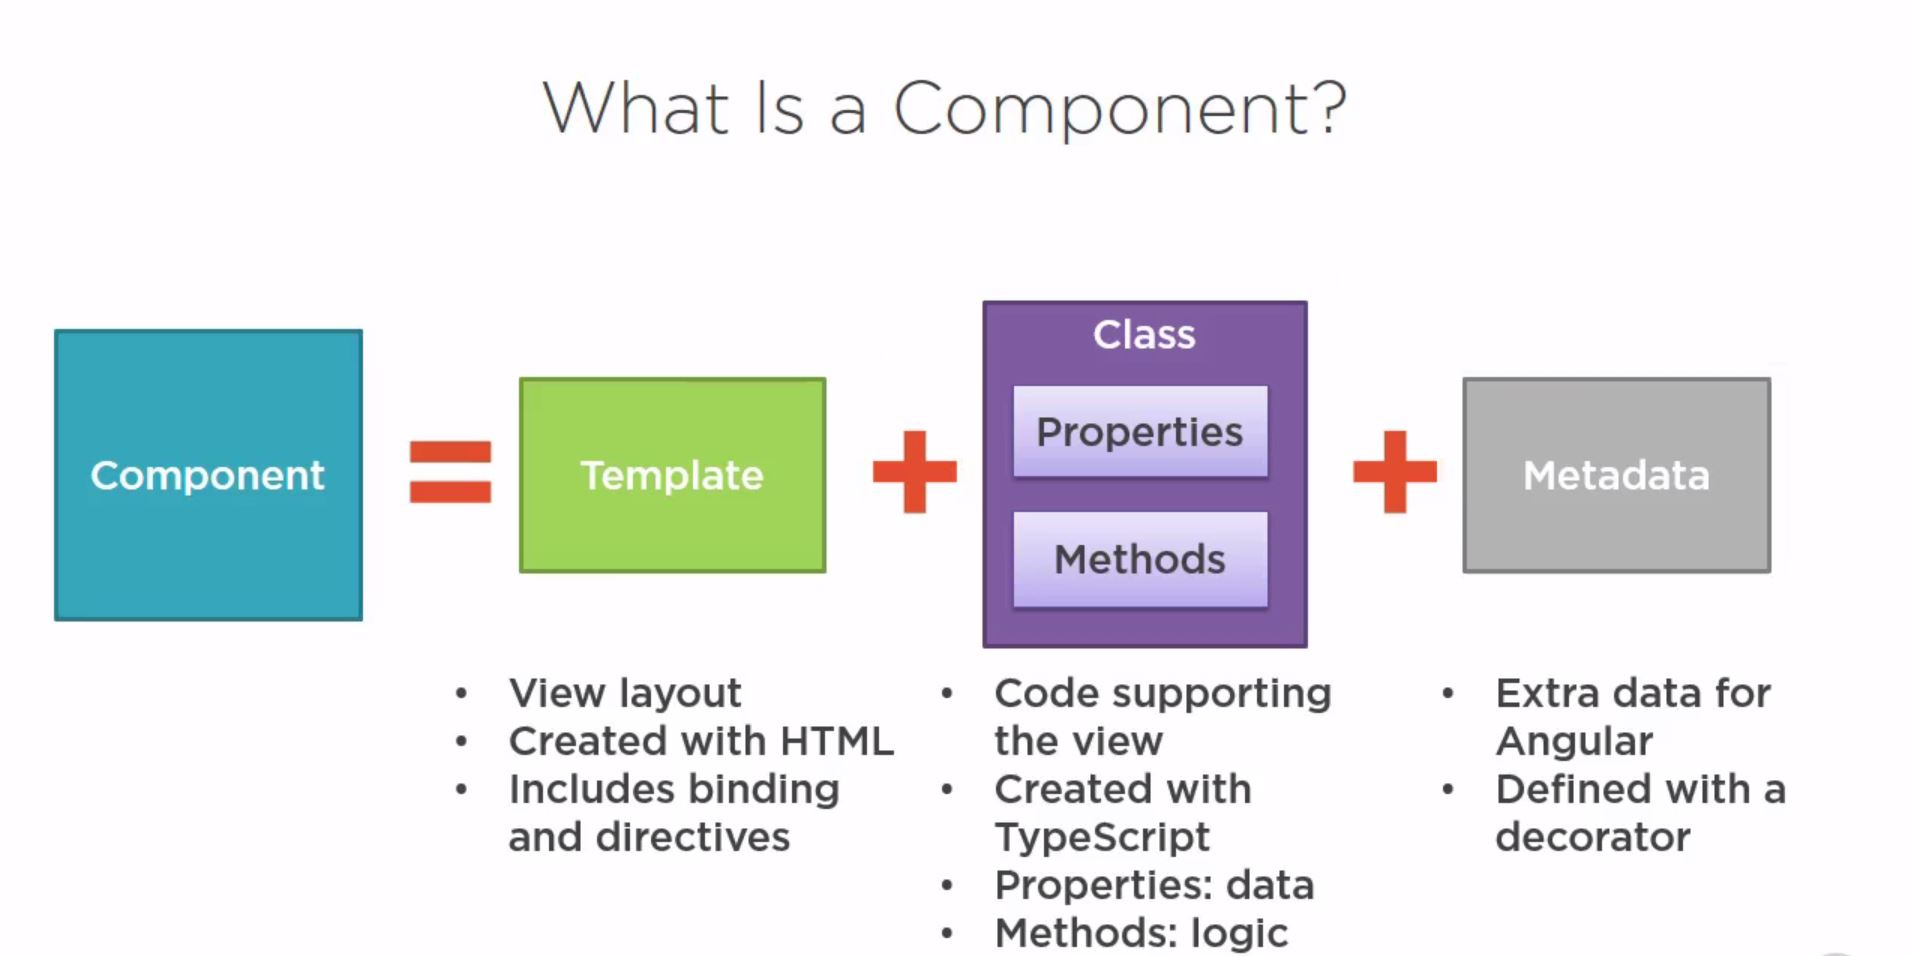 What Is a Component?
Component
=
Template
+
Class
Properties
Methods
+
Metadata
• View layout
• Created with HTML
• Includes binding
and directives
• Code supporting
the view
• Created with
TypeScript
• Properties: data
• Methods: logic
• Extra data for
Angular
• Defined with a
decorator